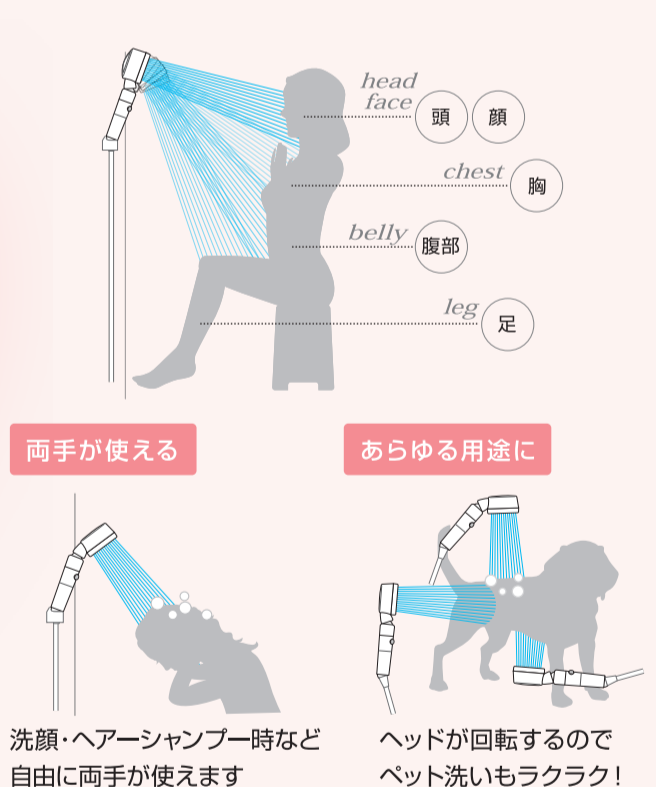 head
face
頭 顔
chest
胸
belly
腹部
leg
足
両手が使える
あらゆる用途に
洗顔・ヘアーシャンプー時など
自由に両手が使えます
ヘッドが回転するので
ペット洗いもラクラク！